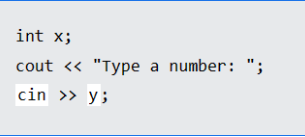 int x;
cout << "Type a number: ";
cin >> y;